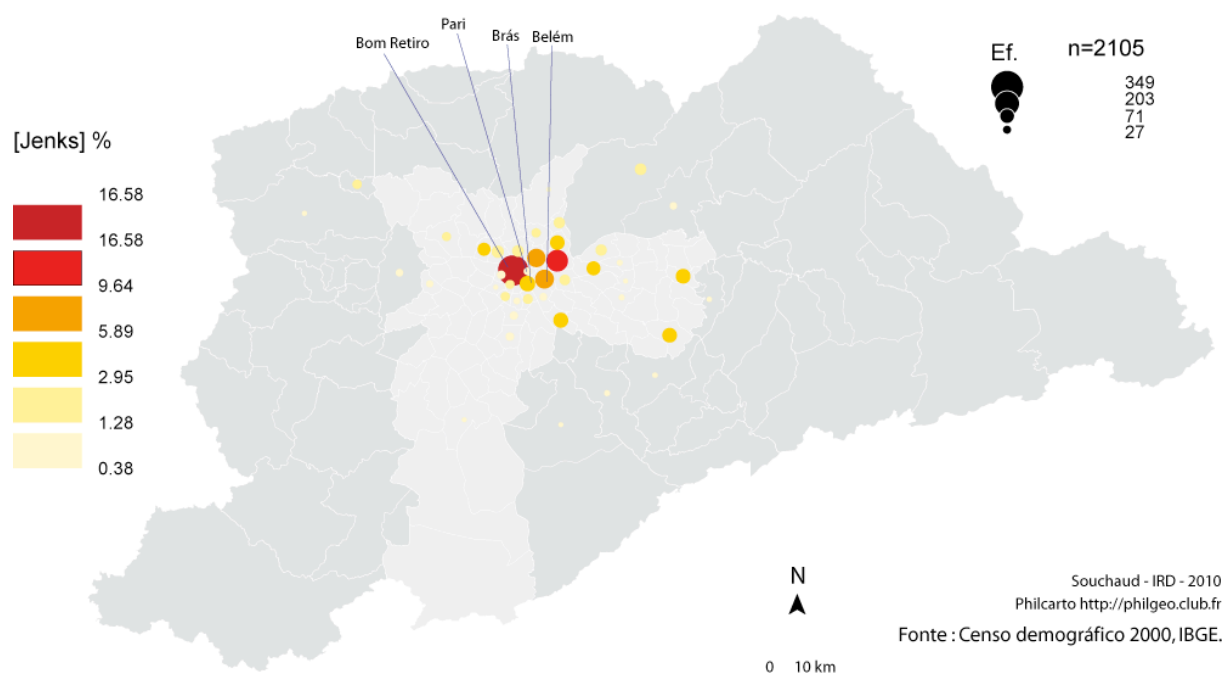 Pari
Bom Retiro
Brás
Belém
Ef.
n=2105
349
203
71
27
[Jenks] %
16.58
16.58
9.64
5.89
2.95
1.28
0.38
N
0 10 km
Souchaud - IRD - 2010
Philcarto http://philgeo.club.fr
Fonte : Censo demográfico 2000, IBGE.